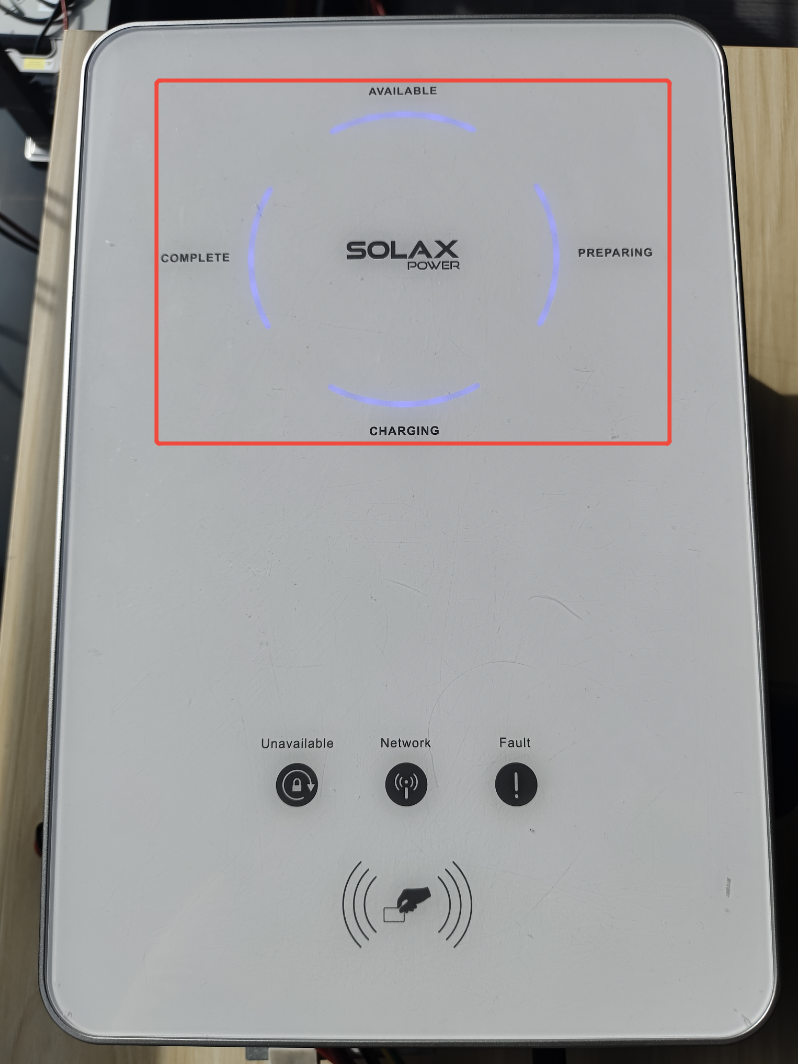 AVAILABLE
SOLAX
POWER
COMPLETE
PREPARING
CHARGING
Unavailable
Network
Fault